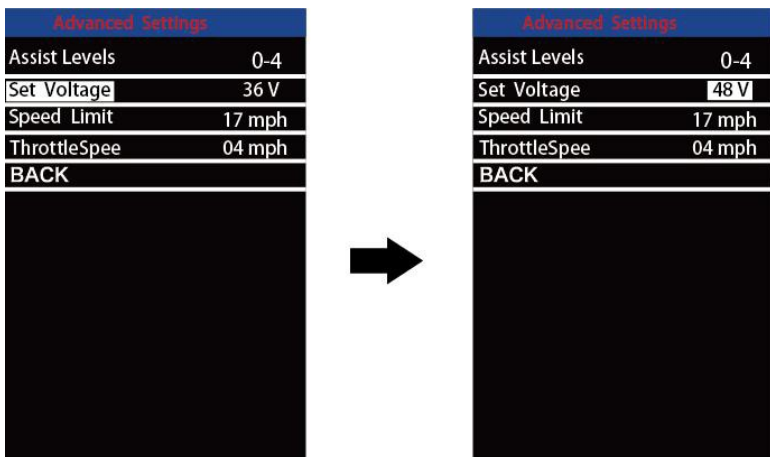 Advanced Settings
Assist Levels 0-4
Set Voltage 36 V
Speed Limit 17 mph
ThrottleSpee 04 mph
BACK
Advanced Settings
Assist Levels 0-4
Set Voltage 48 V
Speed Limit 17 mph
ThrottleSpee 04 mph
BACK